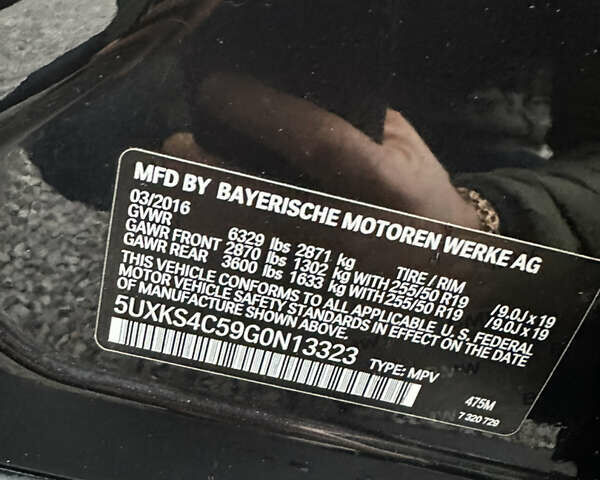 MFD BY BAYERISCHE MOTOREN WERKE AG
03/2016 TIRE / RIM
GVWR 6329 lbs 2871 kg
GAWR FRONT 2870 lbs 1302 kg WITH 255/50 R19 /9.0J x 19
GAWR REAR 3600 lbs 1633 kg WITH 255/50 R19 /9.0J x 19
THIS VEHICLE CONFORMS TO ALL APPLICABLE U.S. FEDERAL
MOTOR VEHICLE SAFETY STANDARDS IN EFFECT ON THE DATE
OF MANUFACTURE SHOWN ABOVE.
5UXKS4C59G0N13323 TYPE: MPV
475M
7 320 729